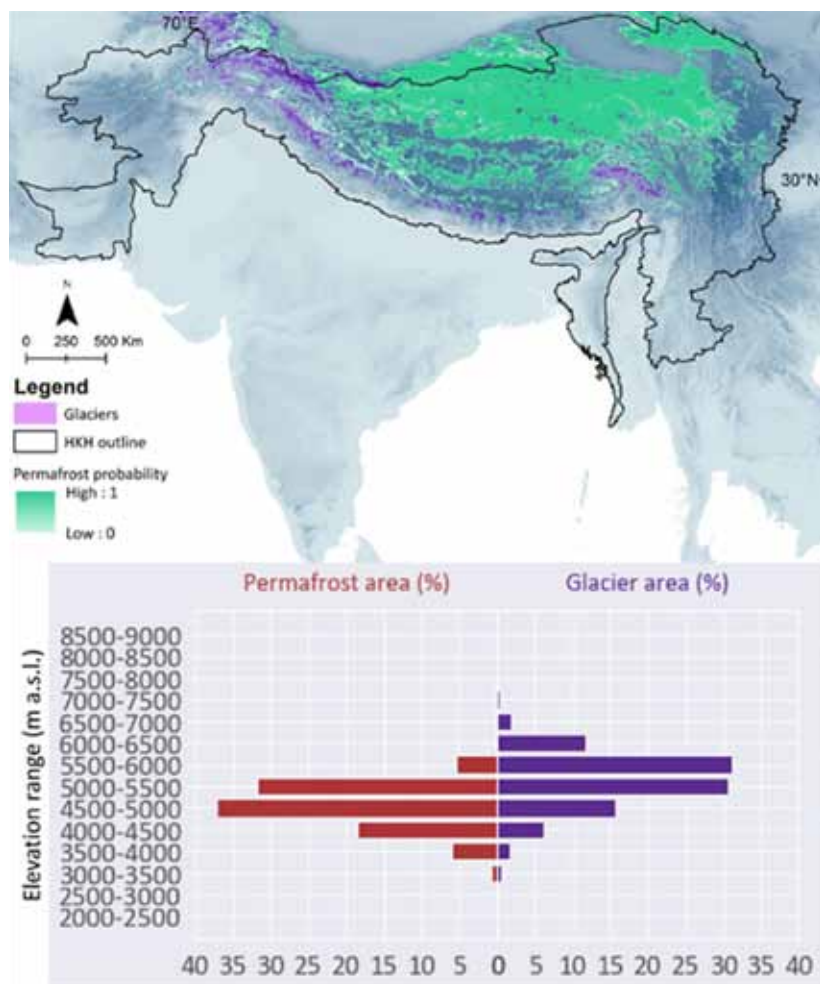 70°E
30°N
N
0 250 500 Km
Legend
Glaciers
HKH outline
Permafrost probability
High : 1
Low : 0
Permafrost area (%) Glacier area (%)
Elevation range (m a.s.l.)
8500-9000
8000-8500
7500-8000
7000-7500
6500-7000
6000-6500
5500-6000
5000-5500
4500-5000
4000-4500
3500-4000
3000-3500
2500-3000
2000-2500
40 35 30 25 20 15 10 5 0 5 10 15 20 25 30 35 40